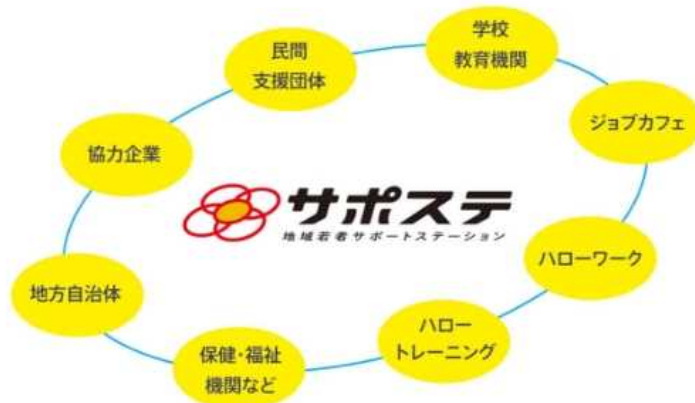 学校
教育機関
民間
支援団体
ジョブカフェ
協力企業
サポステ
地域若者サポートステーション
ハローワーク
地方自治体
ハロー
トレーニング
保健・福祉
機関など